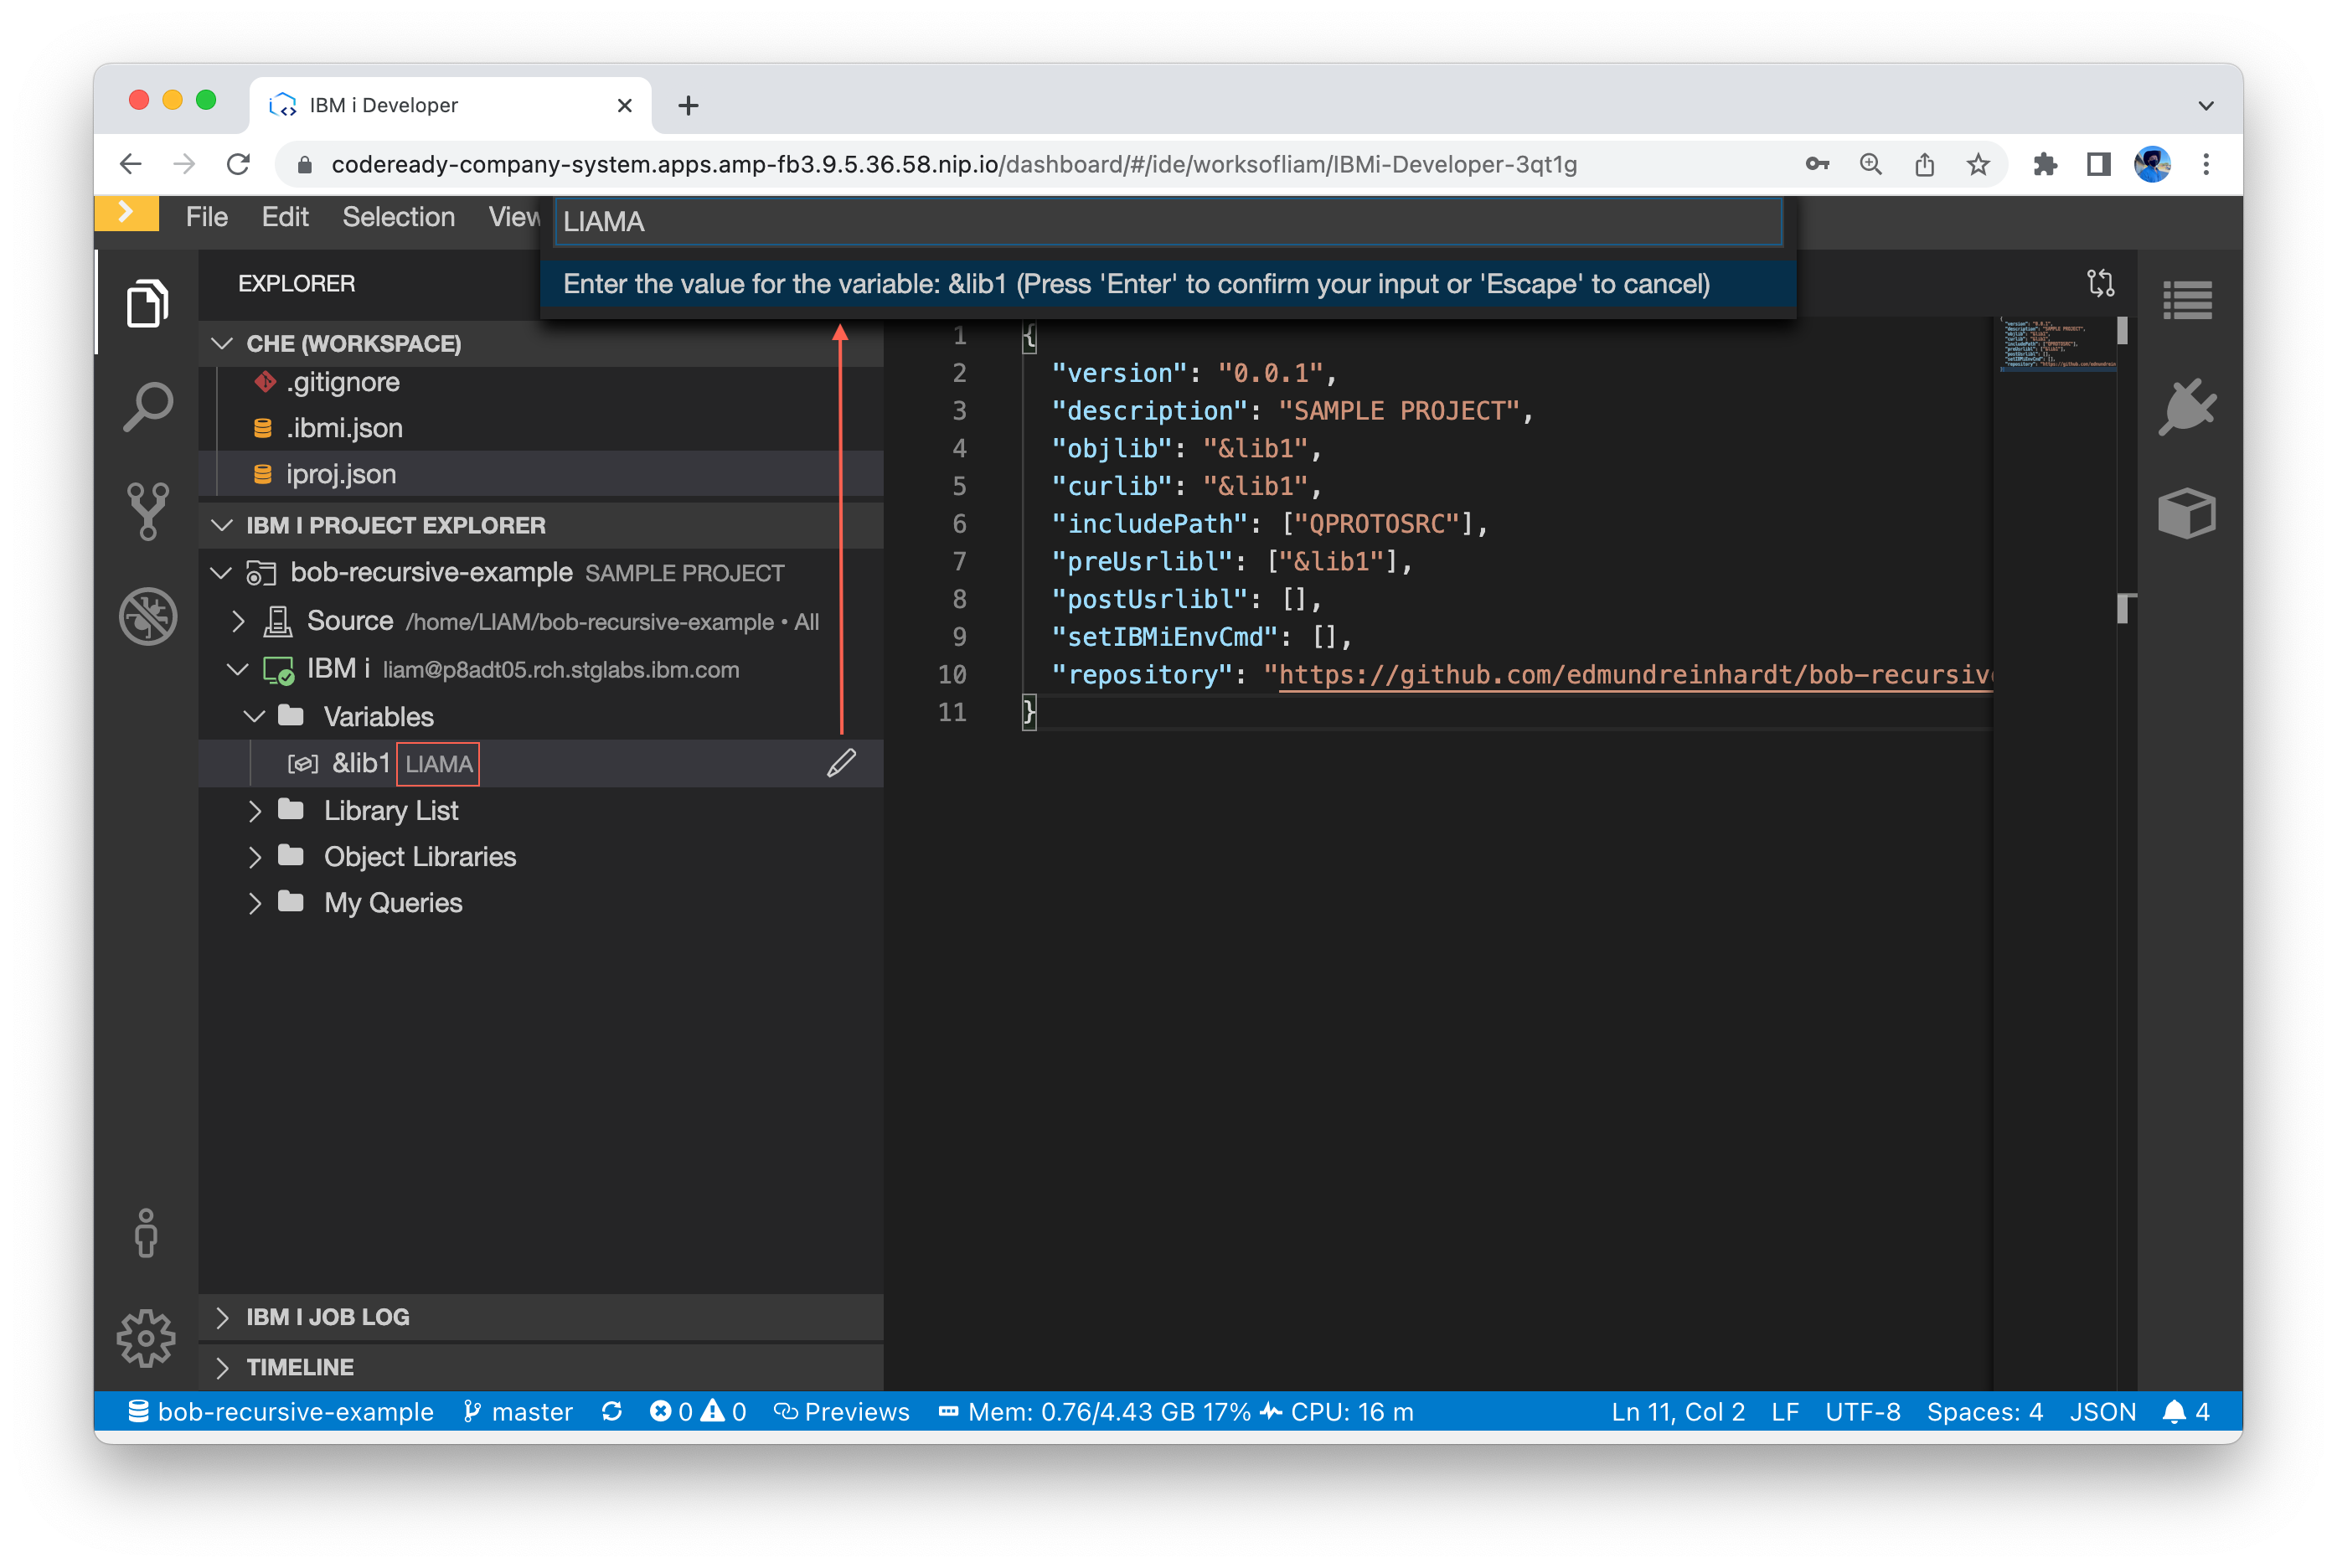 IBM i Developer
codeready-company-system.apps.amp-fb3.9.5.36.58.nip.io/dashboard/#/ide/worksofliam/IBMi-Developer-3qt1g
File Edit Selection View
LIAMA
Enter the value for the variable: &lib1 (Press 'Enter' to confirm your input or 'Escape' to cancel)
EXPLORER
CHE (WORKSPACE)
.gitignore
.ibmi.json
iproj.json
IBM I PROJECT EXPLORER
bob-recursive-example SAMPLE PROJECT
Source /home/LIAM/bob-recursive-example • All
IBM i liam@p8adt05.rch.stglabs.ibm.com
Variables
&lib1 LIAMA
Library List
Object Libraries
My Queries
IBM I JOB LOG
TIMELINE
1 {
2 "version": "0.0.1",
3 "description": "SAMPLE PROJECT",
4 "objlib": "&lib1",
5 "curlib": "&lib1",
6 "includePath": ["QPROTOSRC"],
7 "preUsrlibl": ["&lib1"],
8 "postUsrlibl": [],
9 "setIBMiEnvCmd": [],
10 "repository": "https://github.com/edmundreinhardt/bob-recursive
11 }
bob-recursive-example master 0 0 Previews Mem: 0.76/4.43 GB 17% CPU: 16 m Ln 11, Col 2 LF UTF-8 Spaces: 4 JSON 4